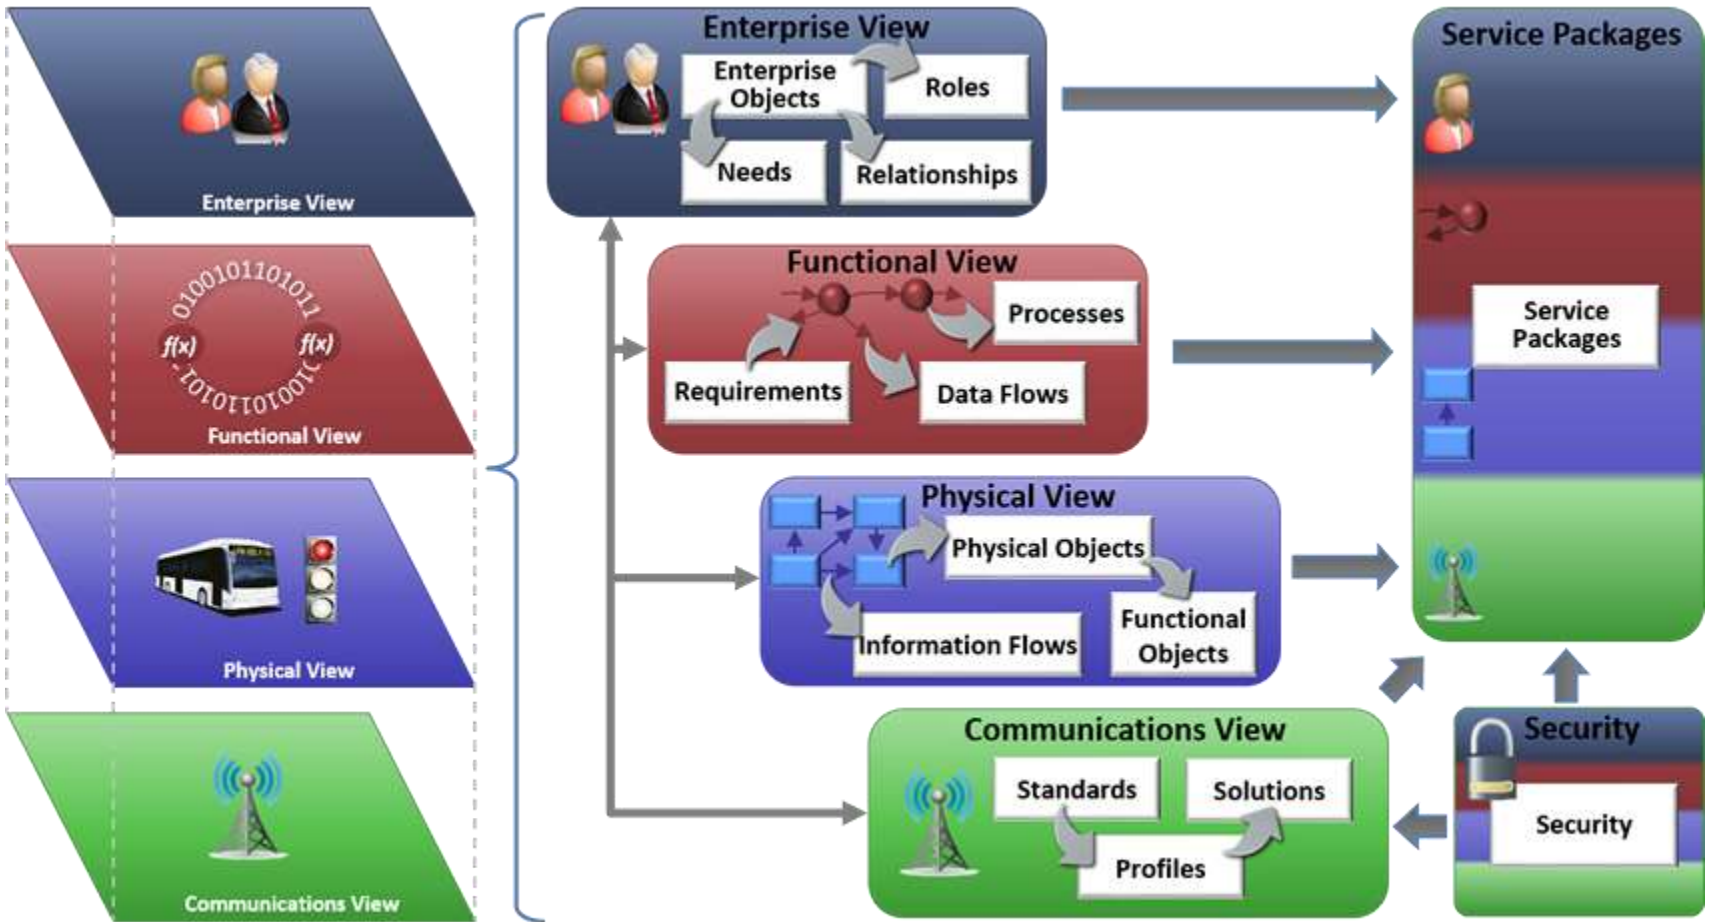 Enterprise View
0100101101011
f(x)
f(x)
Functional View
Physical View
Communications View
Enterprise View
Enterprise
Objects
Roles
Needs
Relationships
Functional View
Processes
Requirements
Data Flows
Physical View
Physical Objects
Information Flows
Functional
Objects
Communications View
Standards
Solutions
Profiles
Service Packages
Service
Packages
Security
Security